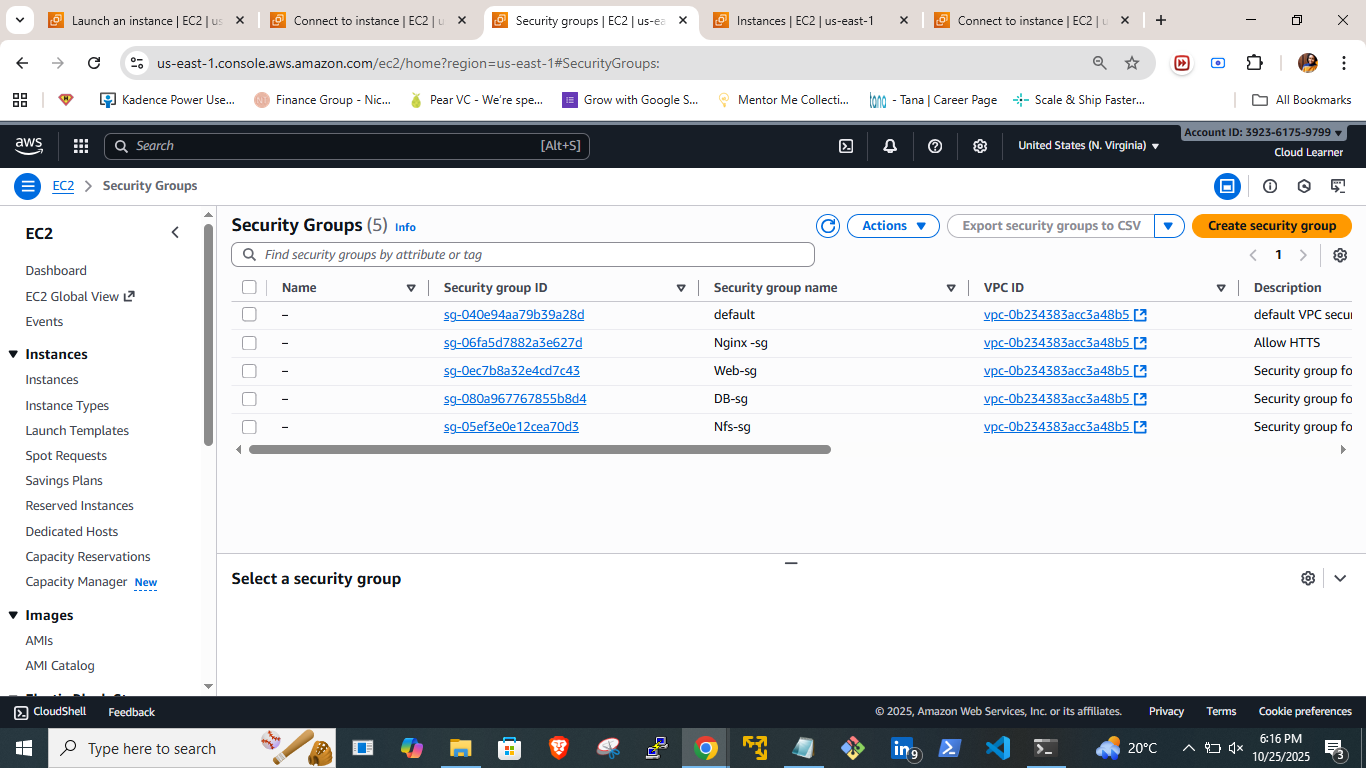 Launch an instance | EC2 | us
Connect to instance | EC2 | u
Security groups | EC2 | us-ea
Instances | EC2 | us-east-1
Connect to instance | EC2 | u
us-east-1.console.aws.amazon.com/ec2/home?region=us-east-1#SecurityGroups:
Kadence Power Use...
Finance Group - Nic...
Pear VC - We're spe...
Grow with Google S...
Mentor Me Collecti...
tana - Tana | Career Page
Scale & Ship Faster...
All Bookmarks
aws
Search
[Alt+S]
United States (N. Virginia)
Account ID: 3923-6175-9799
Cloud Learner
EC2
Security Groups
EC2
Dashboard
EC2 Global View
Events
Instances
Instances
Instance Types
Launch Templates
Spot Requests
Savings Plans
Reserved Instances
Dedicated Hosts
Capacity Reservations
Capacity Manager New
Images
AMIs
AMI Catalog
Security Groups (5) Info
Actions
Export security groups to CSV
Create security group
Find security groups by attribute or tag
1
Name Security group ID Security group name VPC ID Description
– sg-040e94aa79b39a28d default vpc-0b234383acc3a48b5 default VPC secu
– sg-06fa5d7882a3e627d Nginx -sg vpc-0b234383acc3a48b5 Allow HTTS
– sg-0ec7b8a32e4cd7c43 Web-sg vpc-0b234383acc3a48b5 Security group fo
– sg-080a967767855b8d4 DB-sg vpc-0b234383acc3a48b5 Security group fo
– sg-05ef3e0e12cea70d3 Nfs-sg vpc-0b234383acc3a48b5 Security group fo
Select a security group
CloudShell
Feedback
© 2025, Amazon Web Services, Inc. or its affiliates.
Privacy
Terms
Cookie preferences
Type here to search
9
20°C
6:16 PM
10/25/2025
3